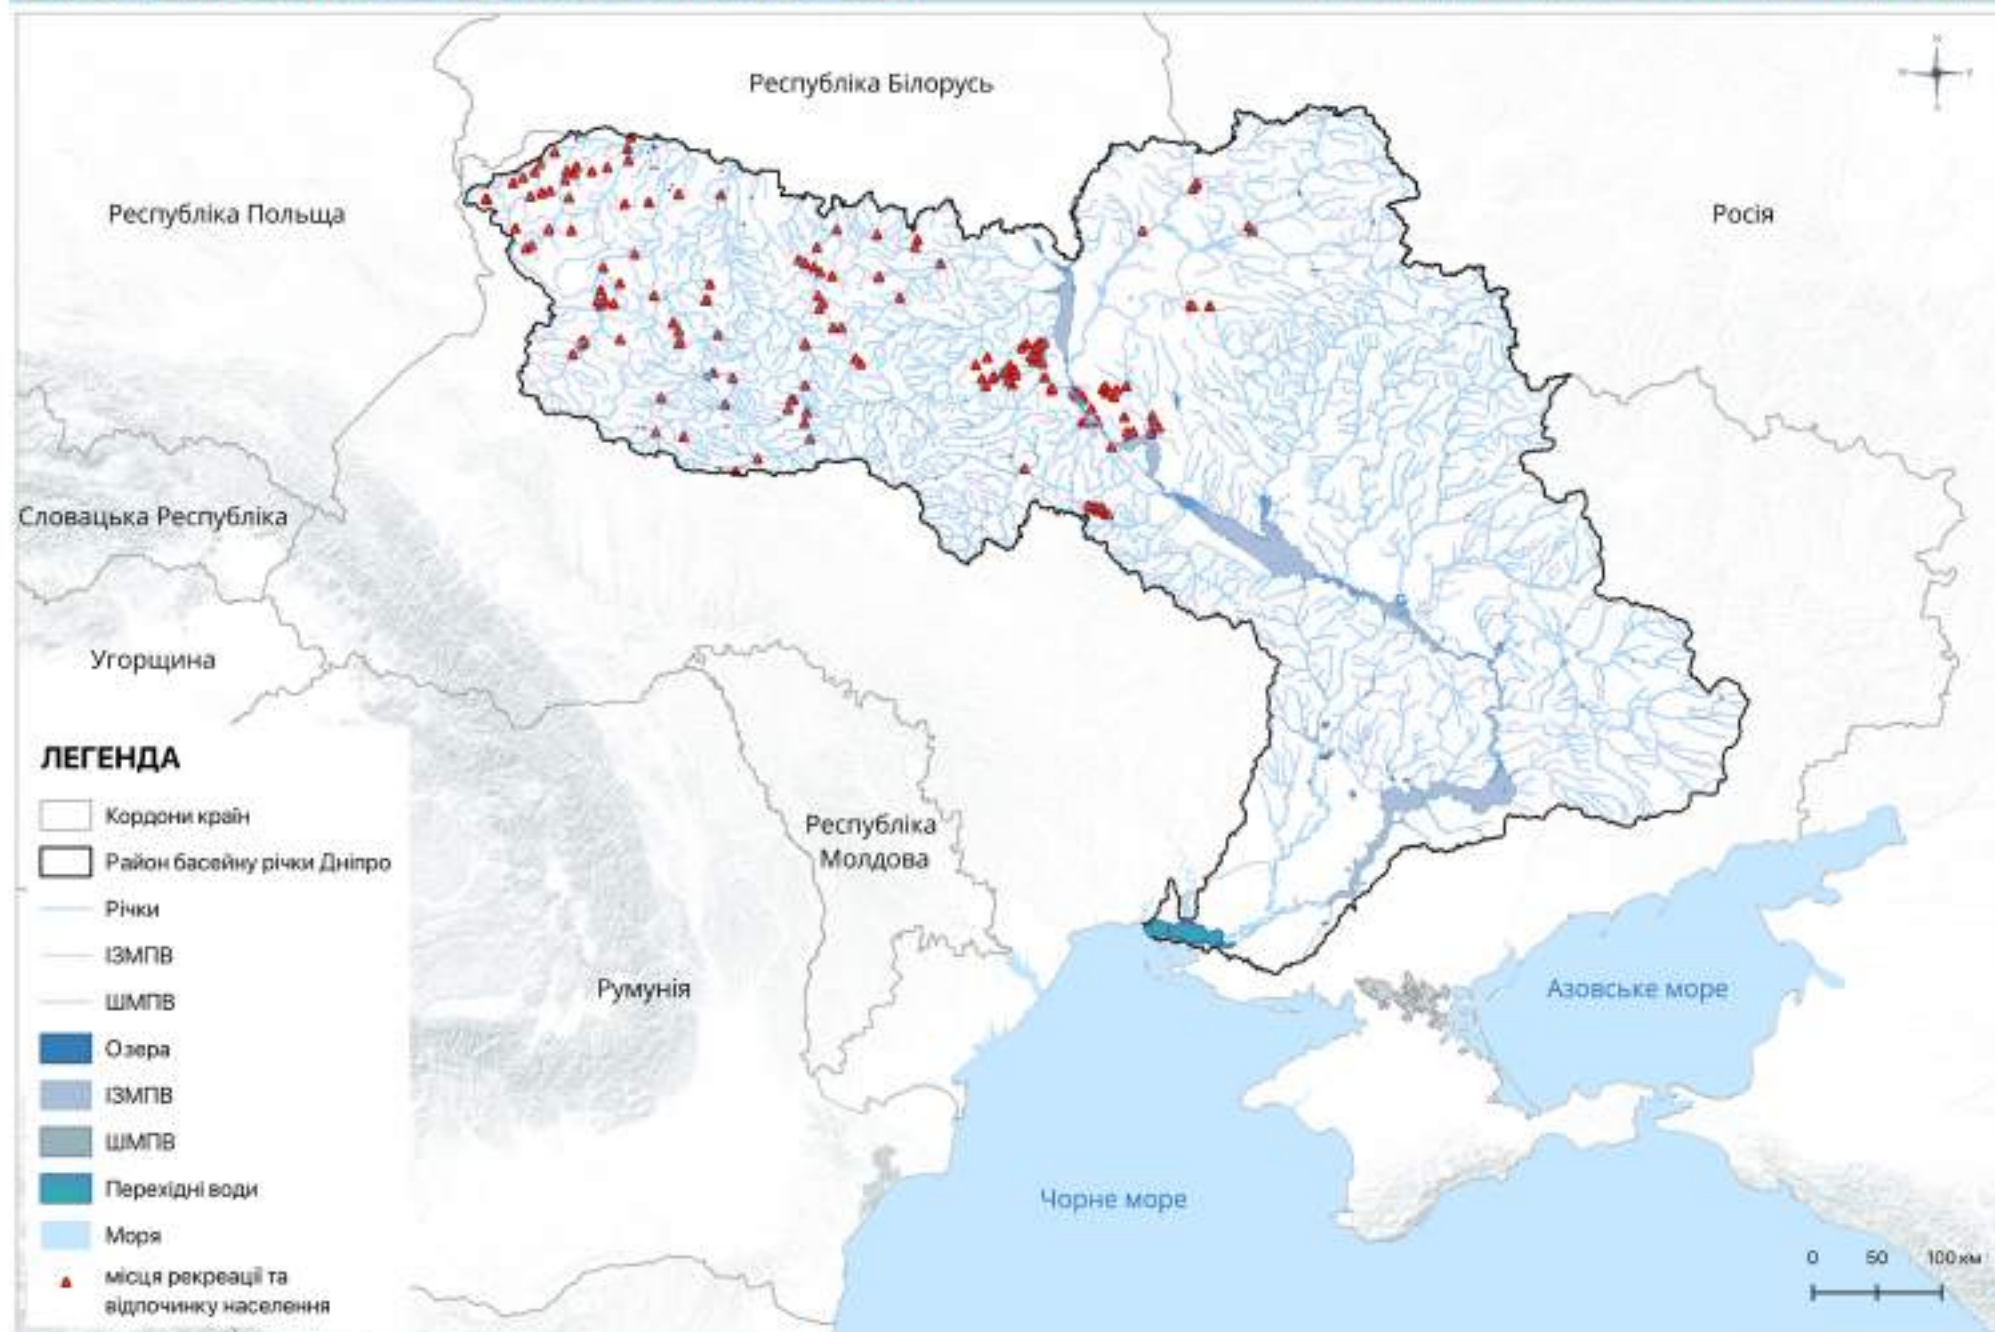 Республіка Білорусь
N
Республіка Польща
Росія
Словацька Республіка
Угорщина
ЛЕГЕНДА
Кордони країн
Район басейну річки Дніпро
Річки
ІЗМПВ
ШМПВ
Озера
ІЗМПВ
ШМПВ
Перехідні води
Моря
місця рекреації та
відпочинку населення
Республіка
Молдова
Румунія
Азовське море
Чорне море
0 50 100 км